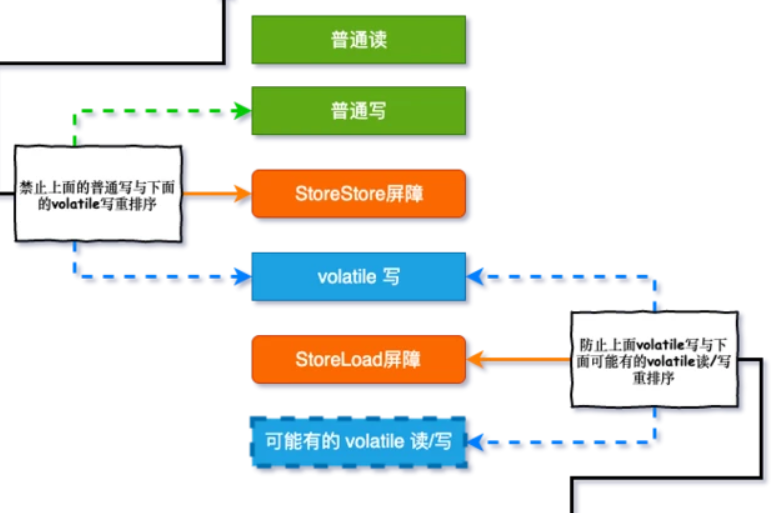 普通读
普通写
禁止上面的普通写与下面
的volatile写重排序
StoreStore屏障
volatile 写
防止上面volatile写与下
面可能有的volatile读/写
重排序
StoreLoad屏障
可能有的 volatile 读/写